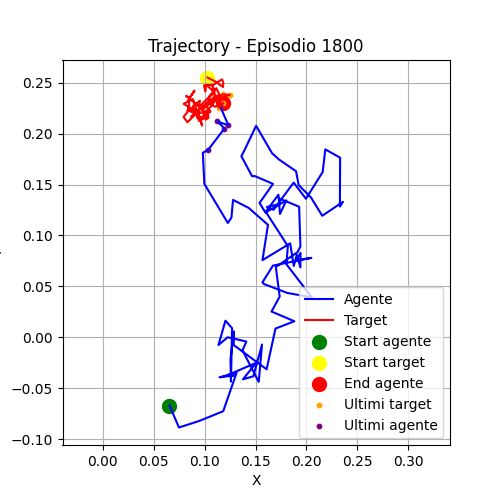 Trajectory - Episodio 1800
0.25
0.20
0.15
0.10
0.05
0.00
−0.05
−0.10
0.00 0.05 0.10 0.15 0.20 0.25 0.30
X
Agente
Target
Start agente
Start target
End agente
Ultimi target
Ultimi agente